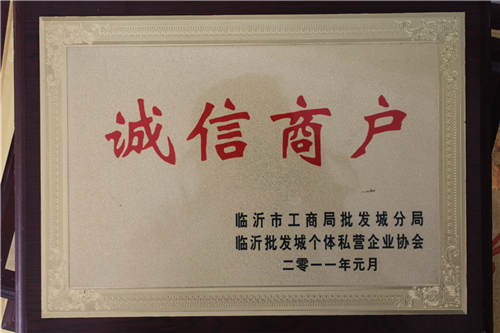 诚信商户
临沂市工商局批发城分局
临沂批发城个体私营企业协会
二零一一年元月